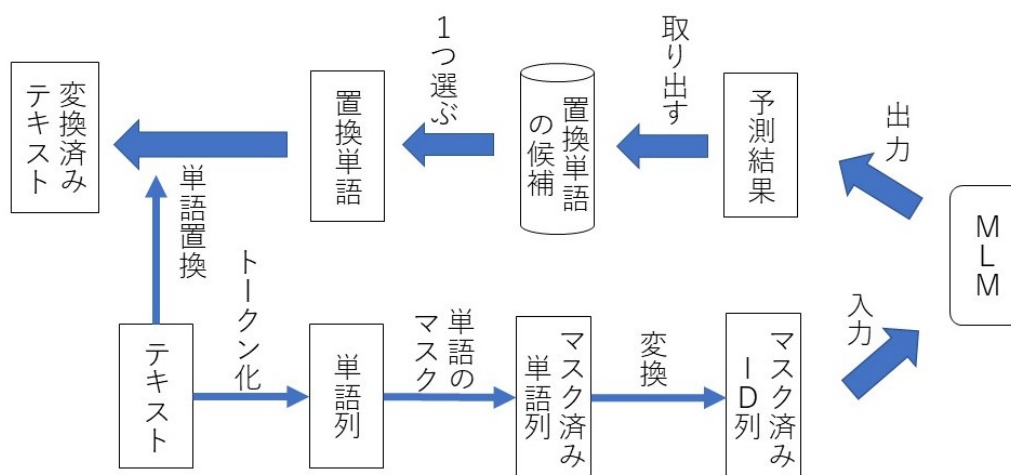 変換済み
テキスト
置換単語
1つ選ぶ
置換単語
の候補
取り出す
予測結果
出力
MLM
単語置換
テキスト
トークン化
単語列
単語の
マスク
マスク済み
単語列
変換
マスク済み
ID列
入力